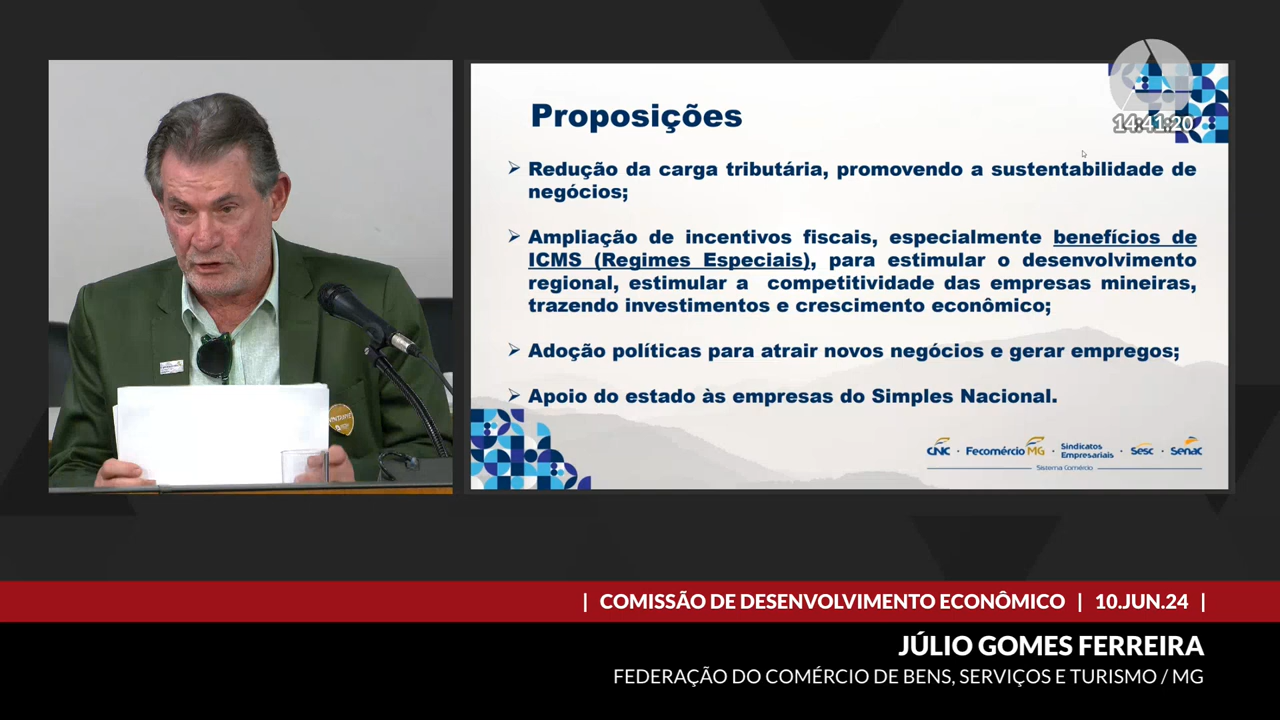 14:41:20
Proposições
➢ Redução da carga tributária, promovendo a sustentabilidade de
negócios;
➢ Ampliação de incentivos fiscais, especialmente benefícios de
ICMS (Regimes Especiais), para estimular o desenvolvimento
regional, estimular a competitividade das empresas mineiras,
trazendo investimentos e crescimento econômico;
➢ Adoção políticas para atrair novos negócios e gerar empregos;
➢ Apoio do estado às empresas do Simples Nacional.
CNC · Fecomércio MG · Sindicatos Empresariais · Sesc · Senac
Sistema Comércio
| COMISSÃO DE DESENVOLVIMENTO ECONÔMICO | 10.JUN.24 |
JÚLIO GOMES FERREIRA
FEDERAÇÃO DO COMÉRCIO DE BENS, SERVIÇOS E TURISMO / MG